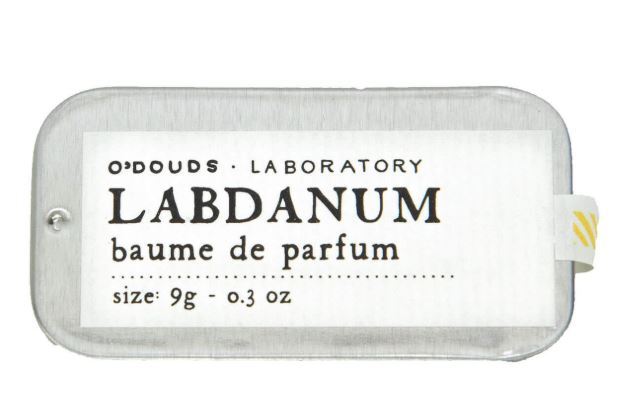 O'DOUDS · LABORATORY
LABDANUM
baume de parfum
size: 9g - 0.3 oz